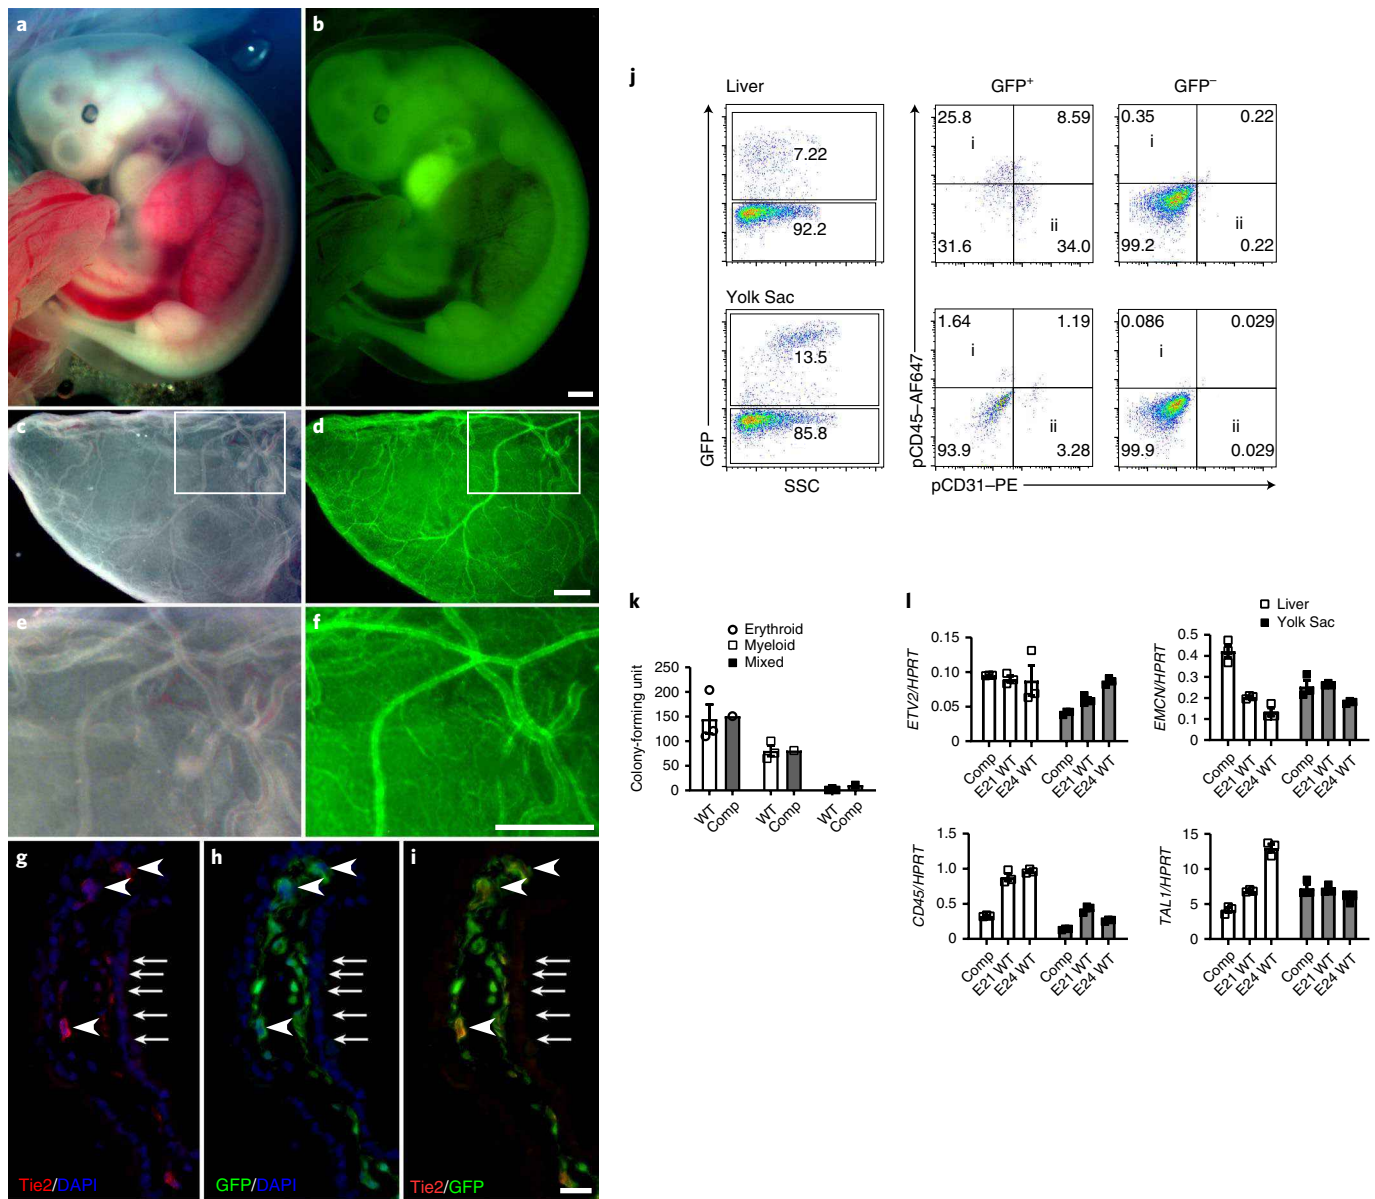 a
b
c
d
e
f
g
h
i
Tie2/DAPI
GFP/DAPI
Tie2/GFP
j
Liver
GFP+
GFP–
7.22
92.2
25.8
8.59
i
ii
31.6
34.0
0.35
0.22
i
ii
99.2
0.22
Yolk Sac
13.5
85.8
1.64
1.19
i
ii
93.9
3.28
0.086
0.029
i
ii
99.9
0.029
GFP
SSC
pCD45–AF647
pCD31–PE
k
Erythroid
Myeloid
Mixed
Colony-forming unit
250
200
150
100
50
0
WT
Comp
WT
Comp
WT
Comp
l
Liver
Yolk Sac
ETV2/HPRT
0.15
0.10
0.05
0
Comp
E21 WT
E24 WT
Comp
E21 WT
E24 WT
EMCN/HPRT
0.5
0.4
0.3
0.2
0.1
0
Comp
E21 WT
E24 WT
Comp
E21 WT
E24 WT
CD45/HPRT
1.5
1.0
0.5
0
Comp
E21 WT
E24 WT
Comp
E21 WT
E24 WT
TAL1/HPRT
15
10
5
0
Comp
E21 WT
E24 WT
Comp
E21 WT
E24 WT